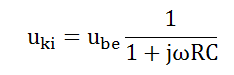 u_ki = u_be 1/(1 + jωRC)